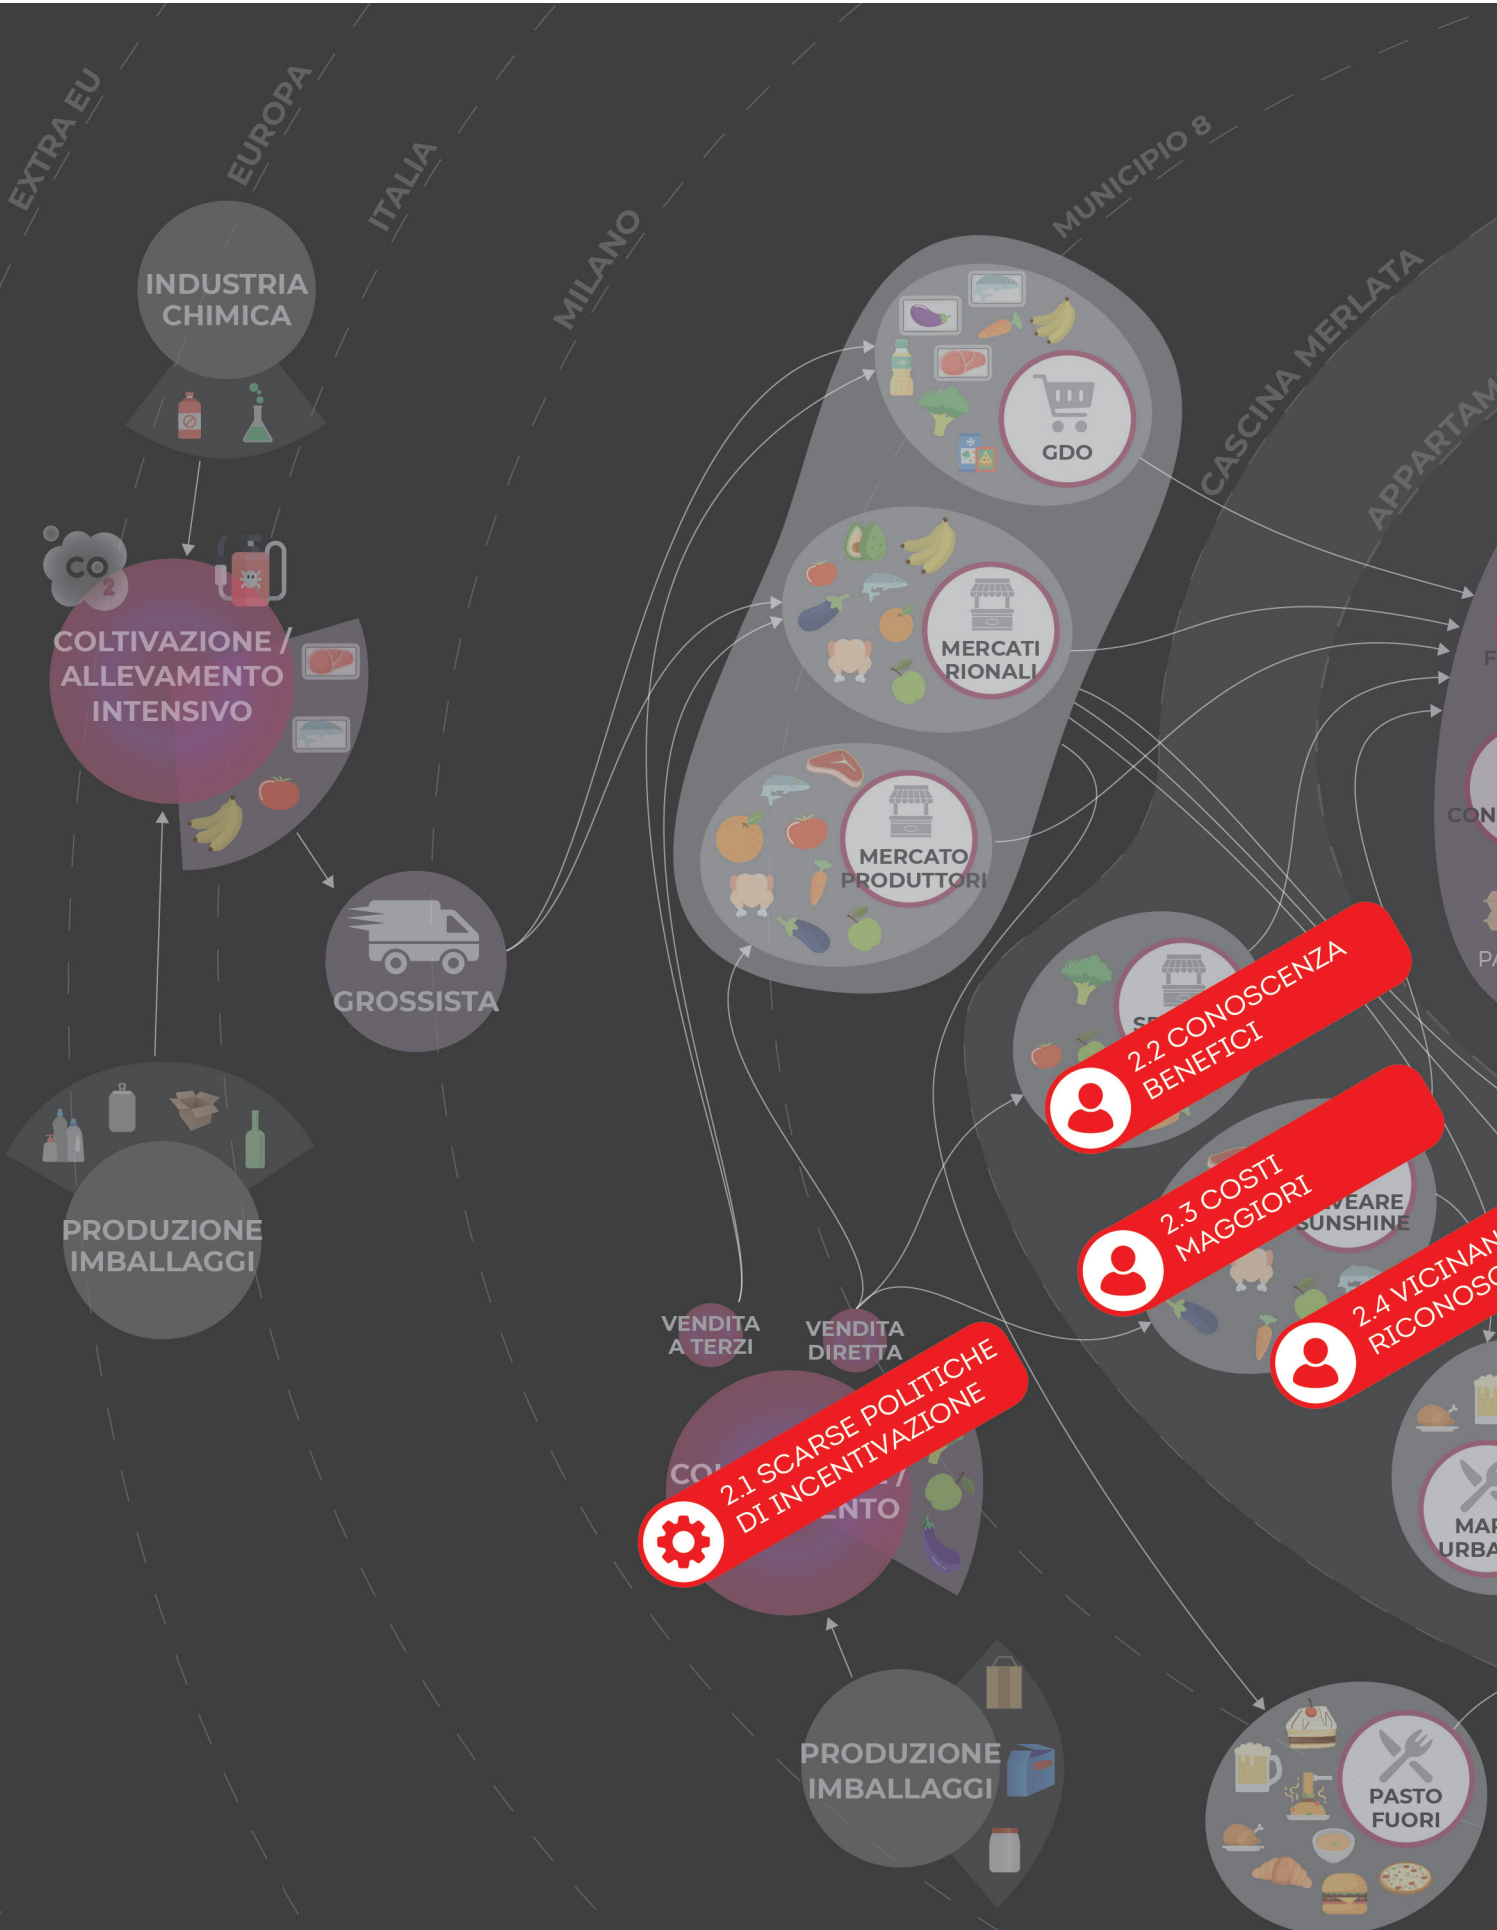 EXTRA EU
EUROPA
ITALIA
MILANO
MUNICIPIO 8
CASCINA MERLATA
INDUSTRIA
CHIMICA
CO
2
COLTIVAZIONE /
ALLEVAMENTO
INTENSIVO
GROSSISTA
PRODUZIONE
IMBALLAGGI
GDO
MERCATI
RIONALI
MERCATO
PRODUTTORI
2.2 CONOSCENZA
BENEFICI
2.3 COSTI
MAGGIORI
SUNSHINE
VENDITA
A TERZI
VENDITA
DIRETTA
2.1 SCARSE POLITICHE
DI INCENTIVAZIONE
PRODUZIONE
IMBALLAGGI
PASTO
FUORI